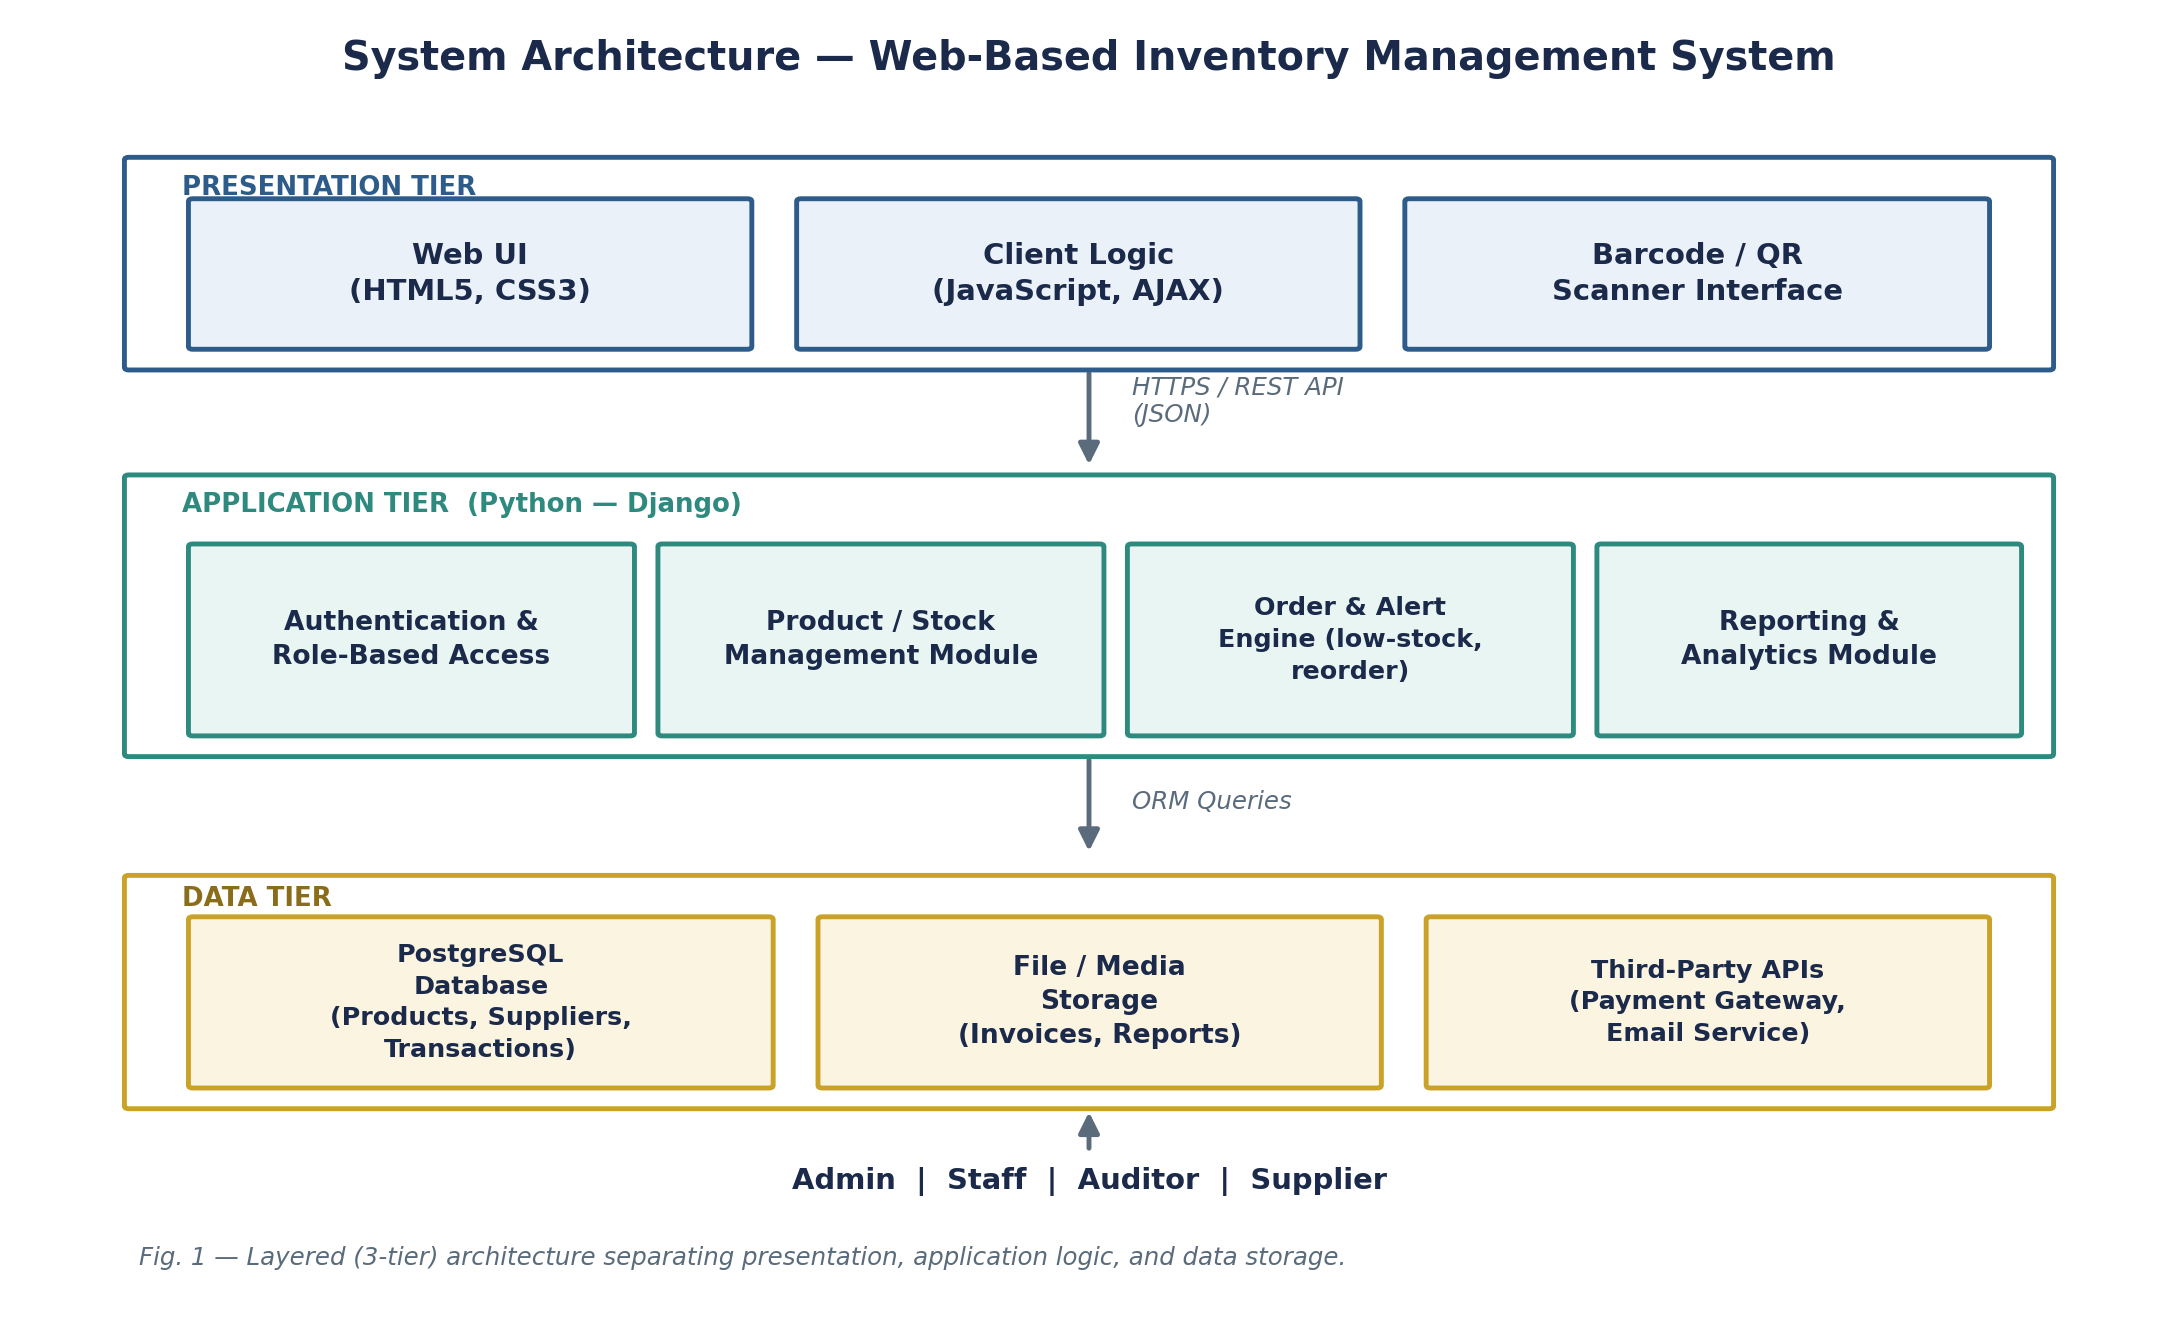 System Architecture — Web-Based Inventory Management System
PRESENTATION TIER
Web UI
(HTML5, CSS3)
Client Logic
(JavaScript, AJAX)
Barcode / QR
Scanner Interface
HTTPS / REST API
(JSON)
APPLICATION TIER  (Python — Django)
Authentication &
Role-Based Access
Product / Stock
Management Module
Order & Alert
Engine (low-stock,
reorder)
Reporting &
Analytics Module
ORM Queries
DATA TIER
PostgreSQL
Database
(Products, Suppliers,
Transactions)
File / Media
Storage
(Invoices, Reports)
Third-Party APIs
(Payment Gateway,
Email Service)
Admin  |  Staff  |  Auditor  |  Supplier
Fig. 1 — Layered (3-tier) architecture separating presentation, application logic, and data storage.